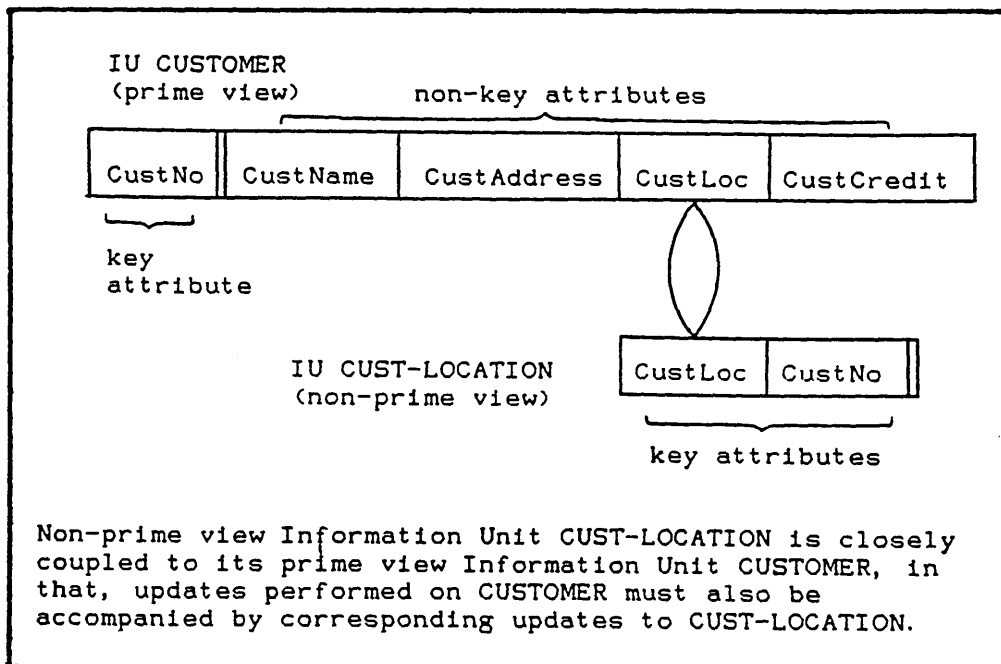 IU CUSTOMER
(prime view)
non-key attributes
CustNo CustName CustAddress CustLoc CustCredit
key
attribute
IU CUST-LOCATION
(non-prime view)
CustLoc CustNo
key attributes
Non-prime view Information Unit CUST-LOCATION is closely
coupled to its prime view Information Unit CUSTOMER, in
that, updates performed on CUSTOMER must also be
accompanied by corresponding updates to CUST-LOCATION.